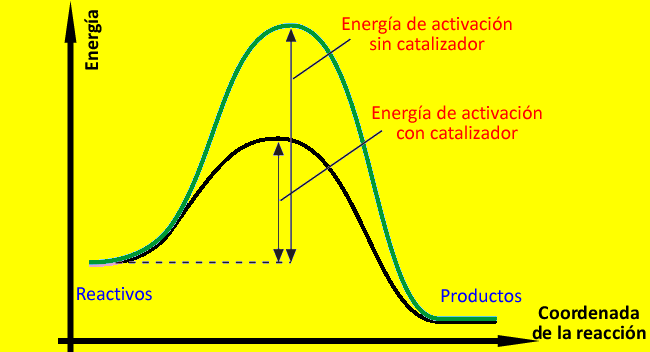 Energía
Energía de activación
sin catalizador
Energía de activación
con catalizador
Reactivos
Productos
Coordenada
de la reacción